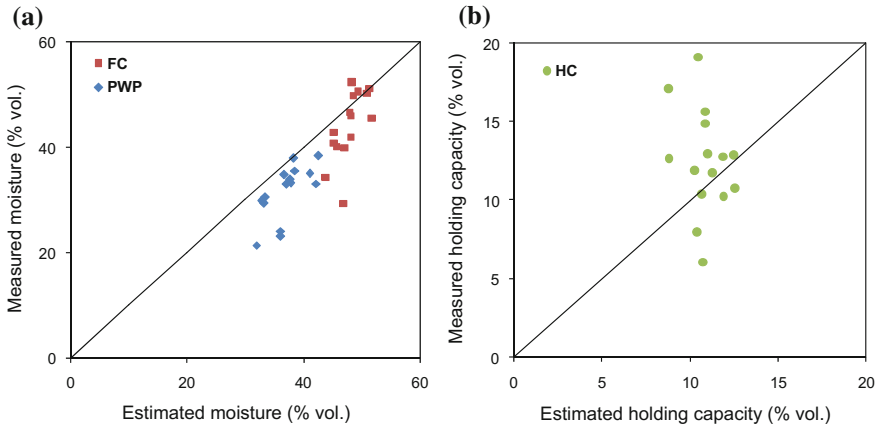 (a)
60
40
20
0
0 20 40 60
FC
PWP
Measured moisture (% vol.)
Estimated moisture (% vol.)
(b)
20
15
10
5
0
0 5 10 15 20
HC
Measured holding capacity (% vol.)
Estimated holding capacity (% vol.)